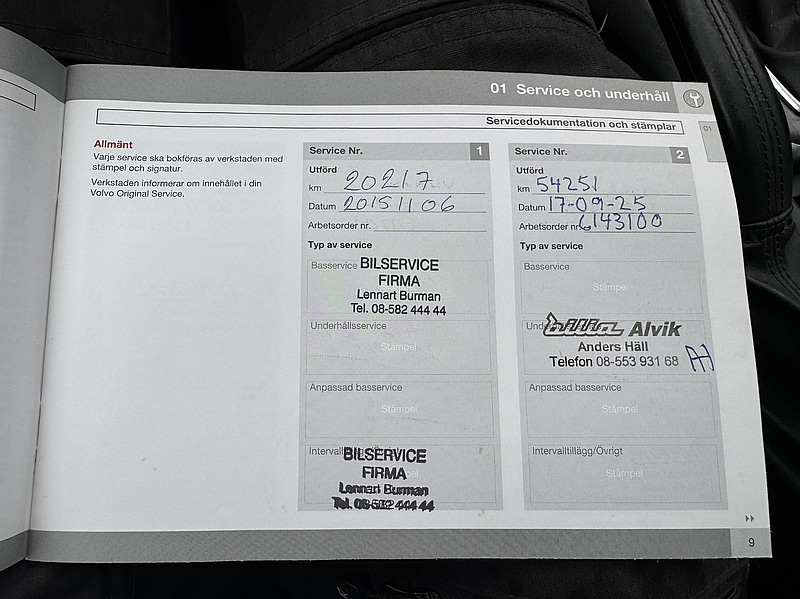 01 Service och underhåll
Servicedokumentation och stämplar
01
Allmänt
Varje service ska bokföras av verkstaden med
stämpel och signatur.
Verkstaden informerar om innehållet i din
Volvo Original Service.
Service Nr. 1
Utförd
km 20217
Datum 20151106
Arbetsorder nr.
Typ av service
Basservice
BILSERVICE
FIRMA
Lennart Burman
Tel. 08-582 444 44
Underhållsservice
Stämpel
Anpassad basservice
Stämpel
Intervalltillägg/Övrigt
BILSERVICE
FIRMA
Lennart Burman
Tel. 08-582 444 44
Service Nr. 2
Utförd
km 54251
Datum 17-09-25
Arbetsorder nr. 6143100
Typ av service
Basservice
Stämpel
bilia Alvik
Anders Häll
Telefon 08-553 931 68 AH
Anpassad basservice
Stämpel
Intervalltillägg/Övrigt
Stämpel
9